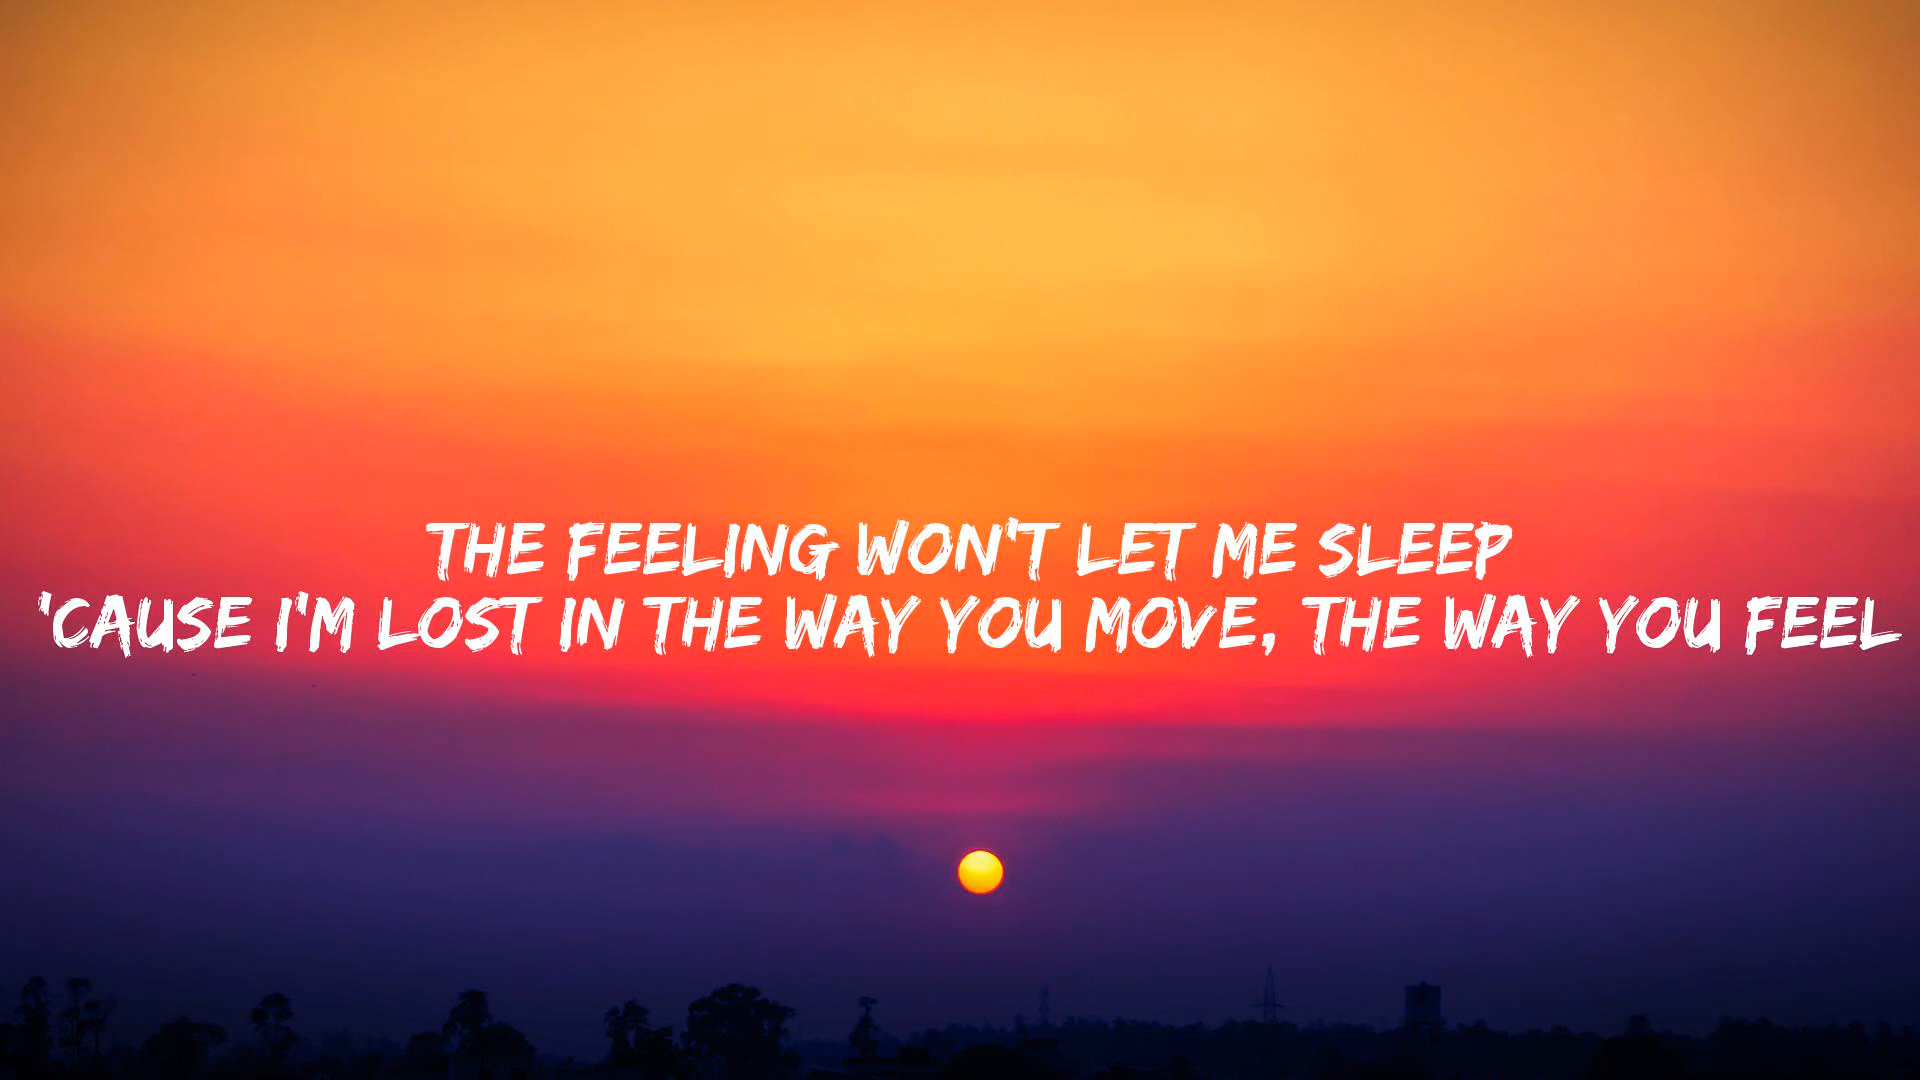 THE FEELING WON'T LET ME SLEEP
'CAUSE I'M LOST IN THE WAY YOU MOVE, THE WAY YOU FEEL